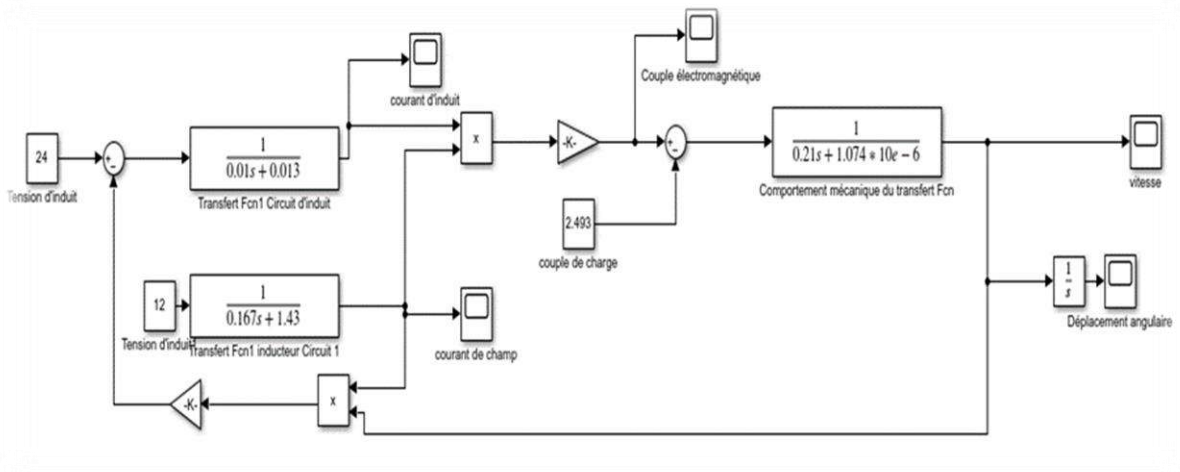 Couple électromagnétique
courant d'induit
24
Tension d'induit
+
-
1
0.01s + 0.013
Transfert Fcn1 Circuit d'induit
x
-K-
+
-
1
0.21s + 1.074 * 10e − 6
Comportement mécanique du transfert Fcn
vitesse
2.493
couple de charge
12
Tension d'induit
1
0.167s + 1.43
Transfert Fcn1 inducteur Circuit 1
courant de champ
1
s
Déplacement angulaire
-K-
x